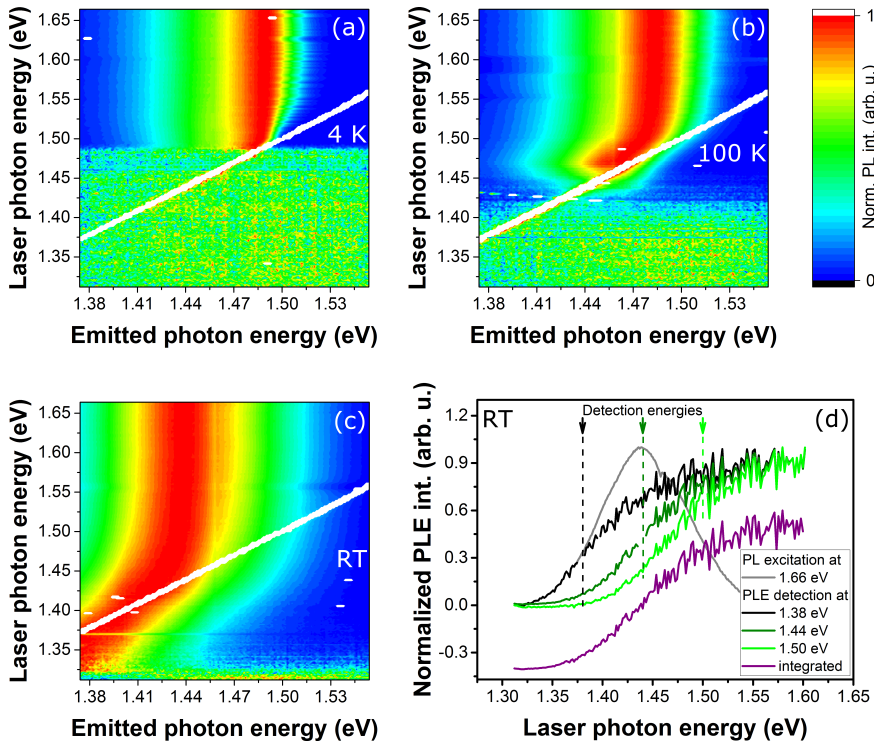 (a)
4 K
Laser photon energy (eV)
1.65
1.60
1.55
1.50
1.45
1.40
1.35
1.38
1.41
1.44
1.47
1.50
1.53
Emitted photon energy (eV)
(b)
100 K
Laser photon energy (eV)
1.65
1.60
1.55
1.50
1.45
1.40
1.35
1.38
1.41
1.44
1.47
1.50
1.53
Emitted photon energy (eV)
1
0
Norm. PL int. (arb. u.)
(c)
RT
Laser photon energy (eV)
1.65
1.60
1.55
1.50
1.45
1.40
1.35
1.38
1.41
1.44
1.47
1.50
1.53
Emitted photon energy (eV)
RT
Detection energies
(d)
Normalized PLE int. (arb. u.)
1.2
0.9
0.6
0.3
0.0
-0.3
PL excitation at
1.66 eV
PLE detection at
1.38 eV
1.44 eV
1.50 eV
integrated
1.30
1.35
1.40
1.45
1.50
1.55
1.60
1.65
Laser photon energy (eV)